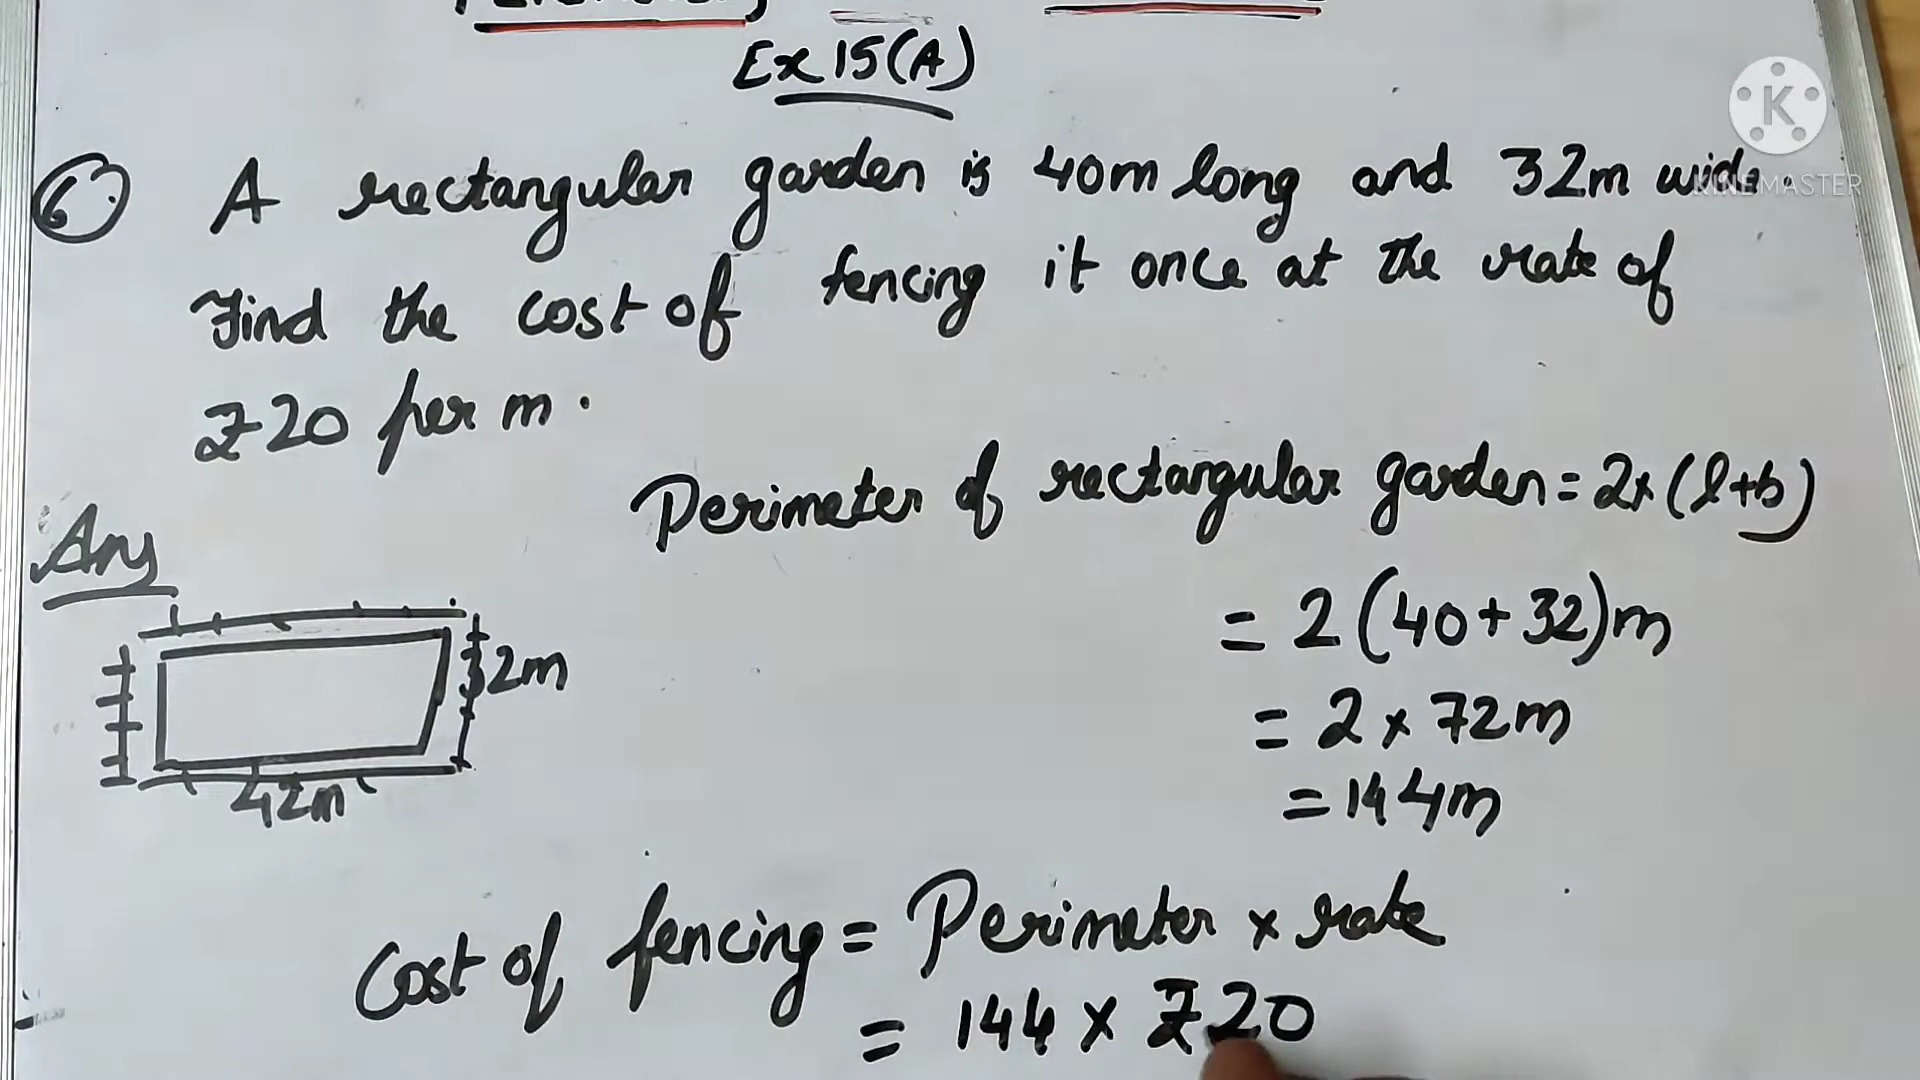 Ex 15(A)
6 A rectangular garden is 40m long and 32m wide.
Find the cost of fencing it once at the rate of
₹20 per m.
Perimeter of rectangular garden = 2×(l+b)
Ans
= 2(40+32)m
32m
= 2×72m
42m
= 144m
Cost of fencing = Perimeter × rate
= 144 × ₹20
K
KINEMASTER